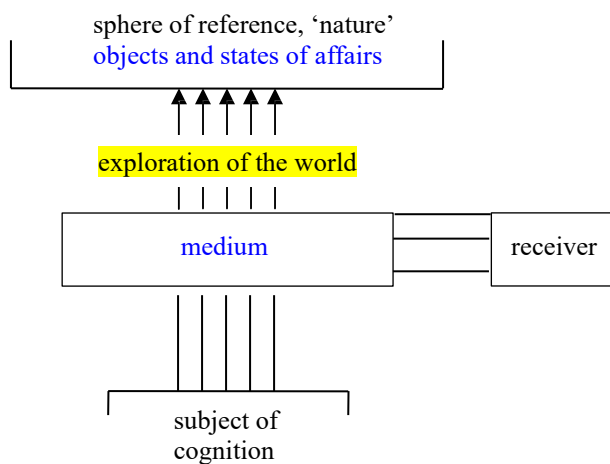 sphere of reference, ‘nature’
objects and states of affairs
exploration of the world
medium
receiver
subject of
cognition